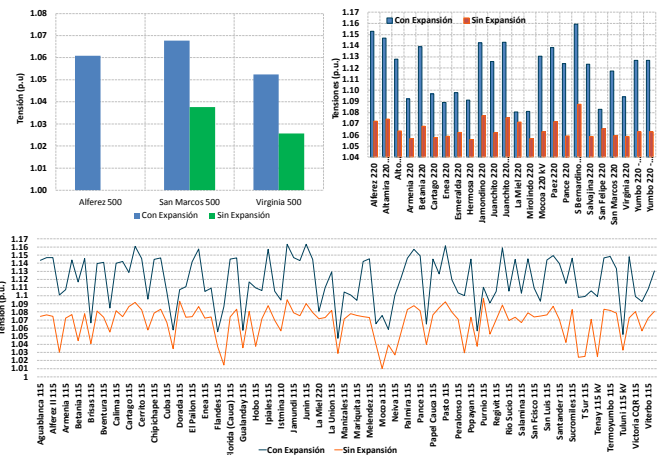 Tensión (p.u)
1.08
1.07
1.06
1.05
1.04
1.03
1.02
1.01
1.00
Alferez 500
San Marcos 500
Virginia 500
Con Expansión
Sin Expansión
Tensiones (p.u.)
1.17
1.16
1.15
1.14
1.13
1.12
1.11
1.10
1.09
1.08
1.07
1.06
1.05
1.04
Con Expansión
Sin Expansión
Alferez 220
Altamira 220 ...
Alto...
Armenia 220
Betania 220
Cartago 220
Enea 220
Esmeralda 220
Hermosa 220
Jamondino 220
Juanchito 220
Juanchito 220
La Miel 220
Mirolindo 220
Mocoa 220 kV
Paez 220
Pance 220
S Bernardino...
Salvojina 220
San Felipe 220
San Marcos 220
Virginia 220
Yumbo 220 -...
Yumbo 220 -...
Tensión (p.u.)
1.17
1.16
1.15
1.14
1.13
1.12
1.11
1.1
1.09
1.08
1.07
1.06
1.05
1.04
1.03
1.02
1.01
1
Aguablanca 115
Alferez II 115
Armenia 115
Betania 115
Brisas 115
Bventura 115
Calima 115
Cartago 115
Cerrito 115
Chipichape 115
Cuba 115
Dorada 115
El Pailon 115
Enea 115
Flandes 115
Florida (Cauca) 115
Gualanday 115
Hobo 115
Ipiales 115
Istmina 110
Jamundi 115
Junin 115
La Miel 220
La Union 115
Manizales 115
Mariquita 115
Melendez 115
Mocoa 115
Neiva 115
Palmira 115
Pance 115
Papel Cauca 115
Pasto 115
Peralonso 115
Popayan 115
Purnio 115
Regivit 115
Rio Sucio 115
Salamina 115
San Fcisco 115
San Luis 115
Santander 115
Sucromiles 115
T Sur 115
Tenay 115 kV
Termoyumbo 115
Tuluni 115 kV
Victoria CQR 115
Viterbo 115
Con Expansión
Sin Expansión